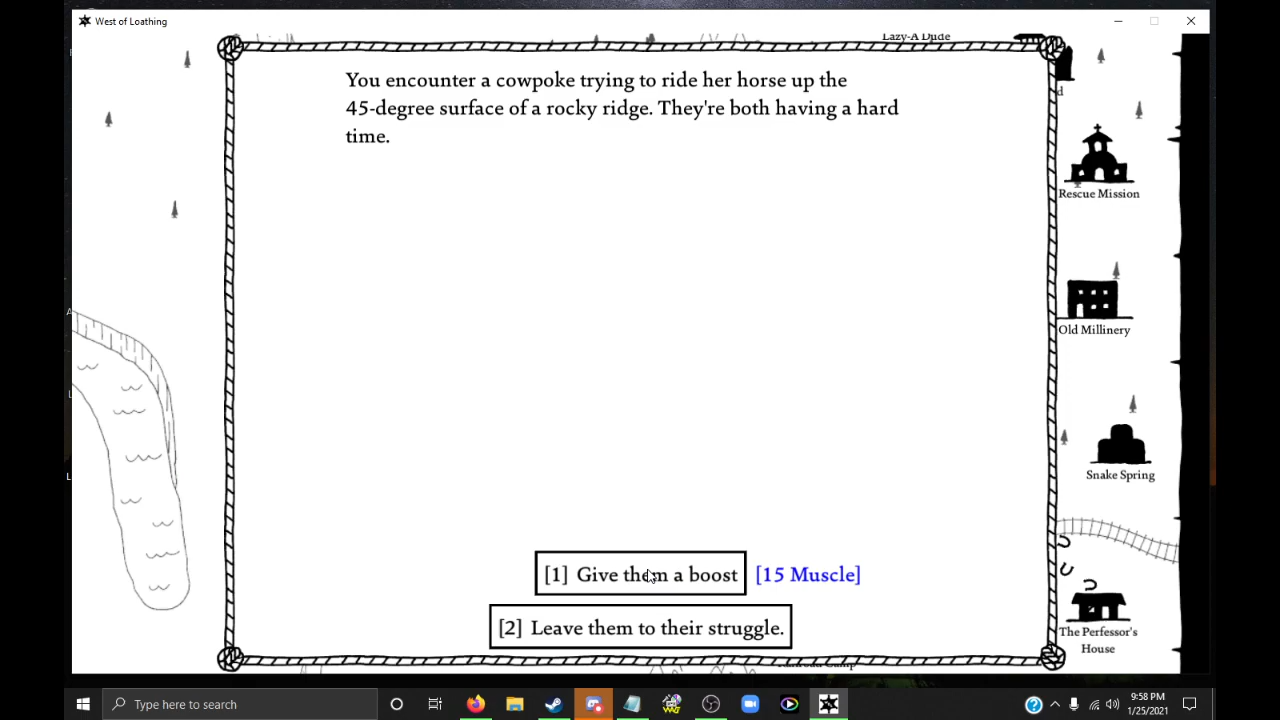 West of Loathing
Lazy-A Dude
You encounter a cowpoke trying to ride her horse up the
45-degree surface of a rocky ridge. They're both having a hard
time.
d
Rescue Mission
Old Millinery
Snake Spring
[1] Give them a boost [15 Muscle]
[2] Leave them to their struggle.
The Perfessor's
House
Camp
Type here to search
9:58 PM
1/25/2021